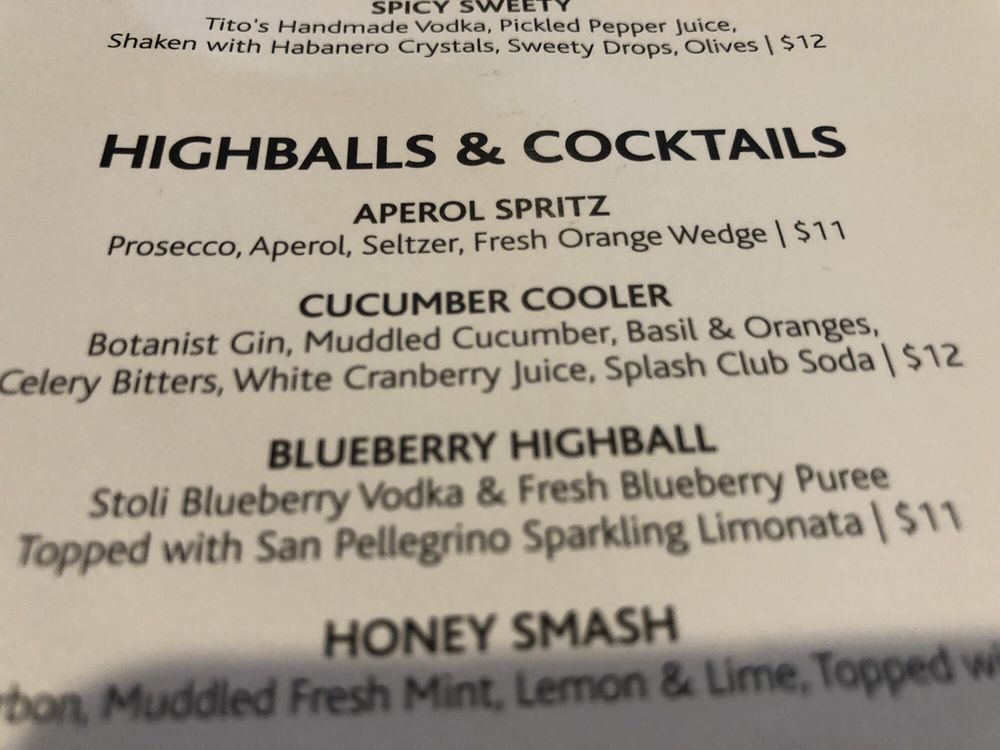 SPICY SWEETY
Tito's Handmade Vodka, Pickled Pepper Juice,
Shaken with Habanero Crystals, Sweety Drops, Olives | $12
HIGHBALLS & COCKTAILS
APEROL SPRITZ
Prosecco, Aperol, Seltzer, Fresh Orange Wedge | $11
CUCUMBER COOLER
Botanist Gin, Muddled Cucumber, Basil & Oranges,
Celery Bitters, White Cranberry Juice, Splash Club Soda | $12
BLUEBERRY HIGHBALL
Stoli Blueberry Vodka & Fresh Blueberry Puree
Topped with San Pellegrino Sparkling Limonata | $11
HONEY SMASH
Muddled Fresh Mint, Lemon & Lime, Topped